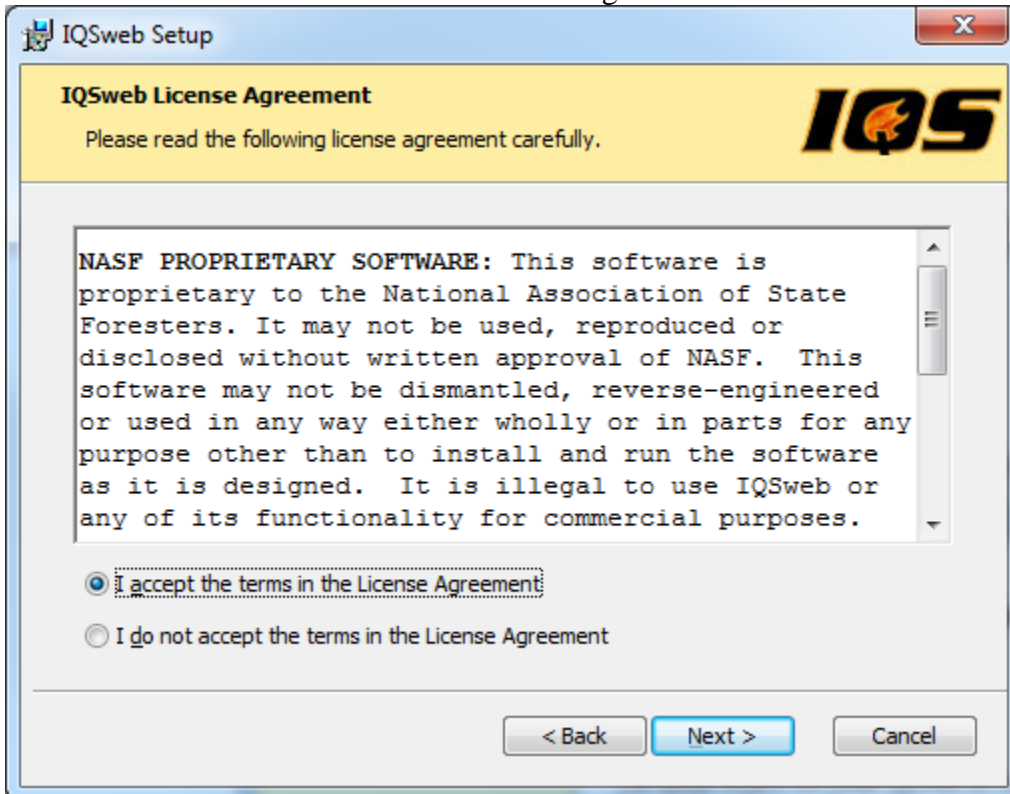 IQSweb Setup
IQSweb License Agreement
Please read the following license agreement carefully.
IQS
NASF PROPRIETARY SOFTWARE: This software is
proprietary to the National Association of State
Foresters. It may not be used, reproduced or
disclosed without written approval of NASF.  This
software may not be dismantled, reverse-engineered
or used in any way either wholly or in parts for any
purpose other than to install and run the software
as it is designed.  It is illegal to use IQSweb or
any of its functionality for commercial purposes.
I accept the terms in the License Agreement
I do not accept the terms in the License Agreement
< Back Next > Cancel